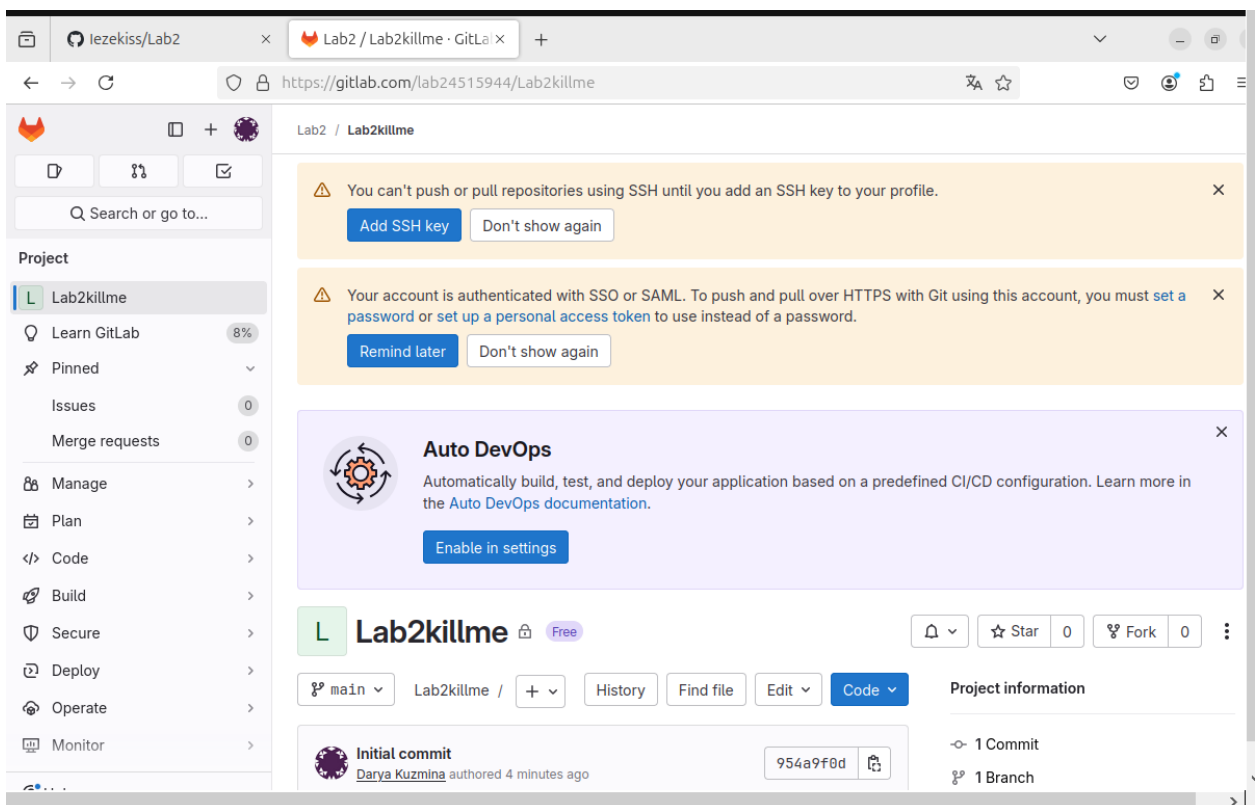 Iezekiss/Lab2
Lab2 / Lab2killme · GitLa
https://gitlab.com/lab24515944/Lab2killme
Lab2 / Lab2killme
Search or go to...
Project
L Lab2killme
Learn GitLab 8%
Pinned
Issues 0
Merge requests 0
Manage
Plan
Code
Build
Secure
Deploy
Operate
Monitor
You can't push or pull repositories using SSH until you add an SSH key to your profile.
Add SSH key Don't show again
Your account is authenticated with SSO or SAML. To push and pull over HTTPS with Git using this account, you must set a
password or set up a personal access token to use instead of a password.
Remind later Don't show again
Auto DevOps
Automatically build, test, and deploy your application based on a predefined CI/CD configuration. Learn more in
the Auto DevOps documentation.
Enable in settings
L Lab2killme Free
Star 0 Fork 0
main Lab2killme / + History Find file Edit Code
Initial commit
Darya Kuzmina authored 4 minutes ago
954a9f0d
Project information
1 Commit
1 Branch